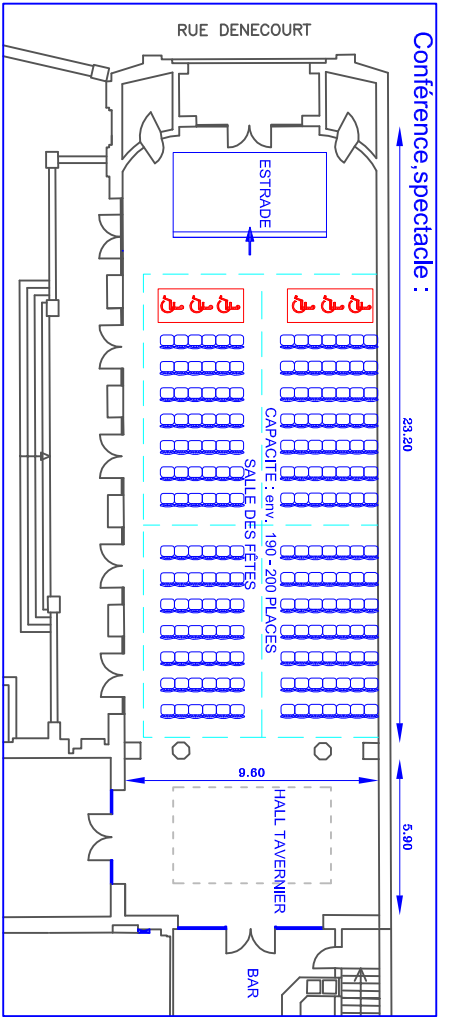 RUE DENECOURT
Conférence,spectacle :
ESTRADE
23.20
CAPACITE : env. 190 - 200 PLACES
SALLE DES FÊTES
9.60
5.90
HALL TAVERNIER
BAR